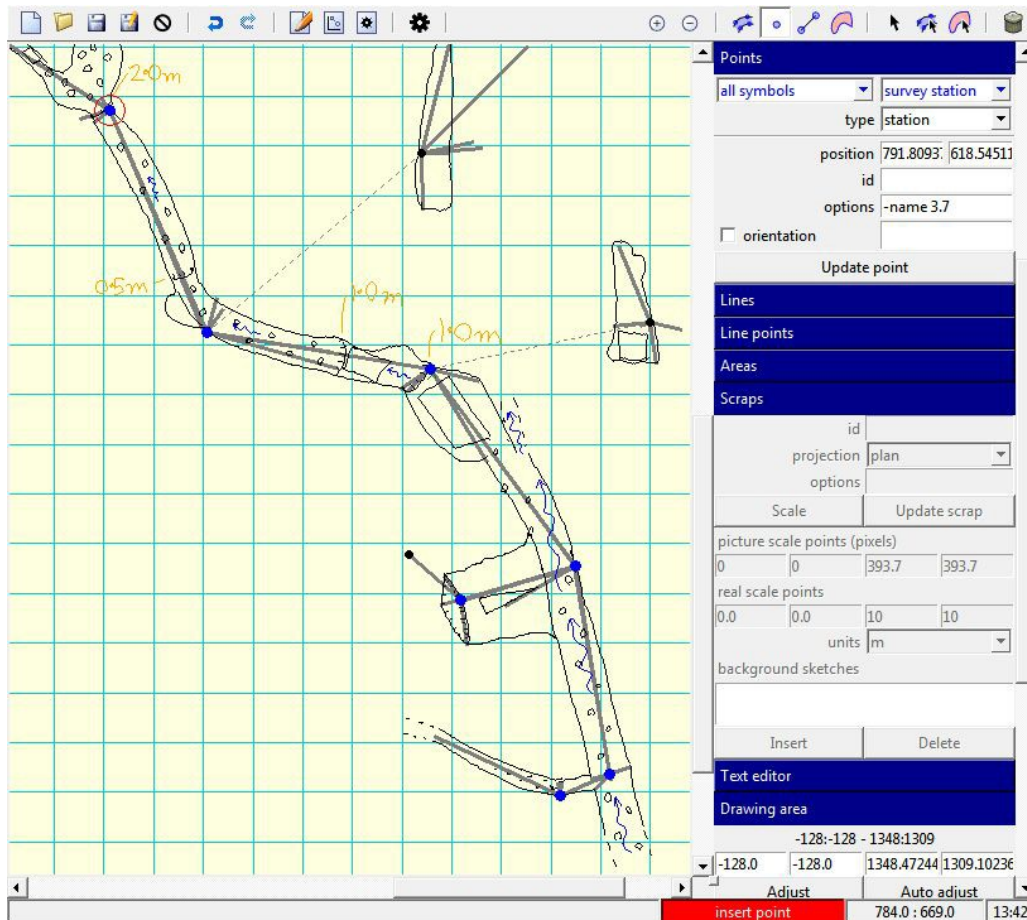 2.0m
0.5m
1.0m
1.0m
Points
all symbols survey station
type station
position 791.8093 618.54511
id
options -name 3.7
orientation
Update point
Lines
Line points
Areas
Scraps
id
projection plan
options
Scale Update scrap
picture scale points (pixels)
0 0 393.7 393.7
real scale points
0.0 0.0 10 10
units m
background sketches
Insert Delete
Text editor
Drawing area
-128:-128 - 1348:1309
-128.0 -128.0 1348.47244 1309.10236
Adjust Auto adjust
insert point 784.0 : 669.0 13:42